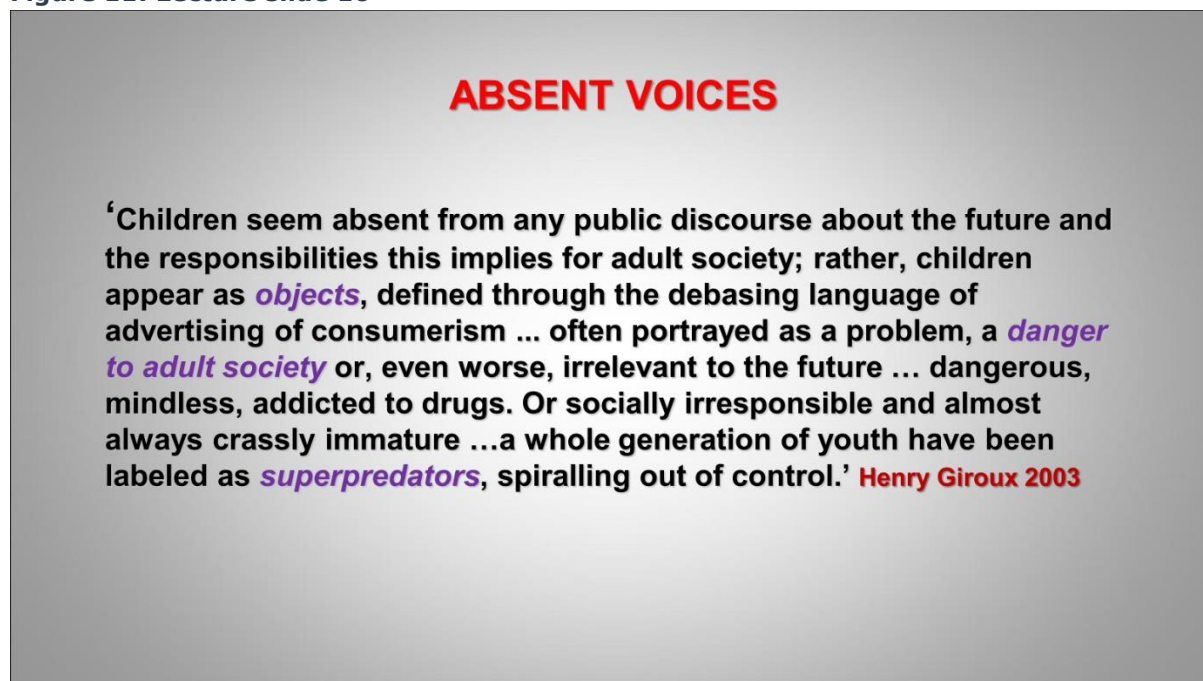 ABSENT VOICES
‘Children seem absent from any public discourse about the future and
the responsibilities this implies for adult society; rather, children
appear as objects, defined through the debasing language of
advertising of consumerism ... often portrayed as a problem, a danger
to adult society or, even worse, irrelevant to the future ... dangerous,
mindless, addicted to drugs. Or socially irresponsible and almost
always crassly immature ...a whole generation of youth have been
labeled as superpredators, spiralling out of control.’ Henry Giroux 2003